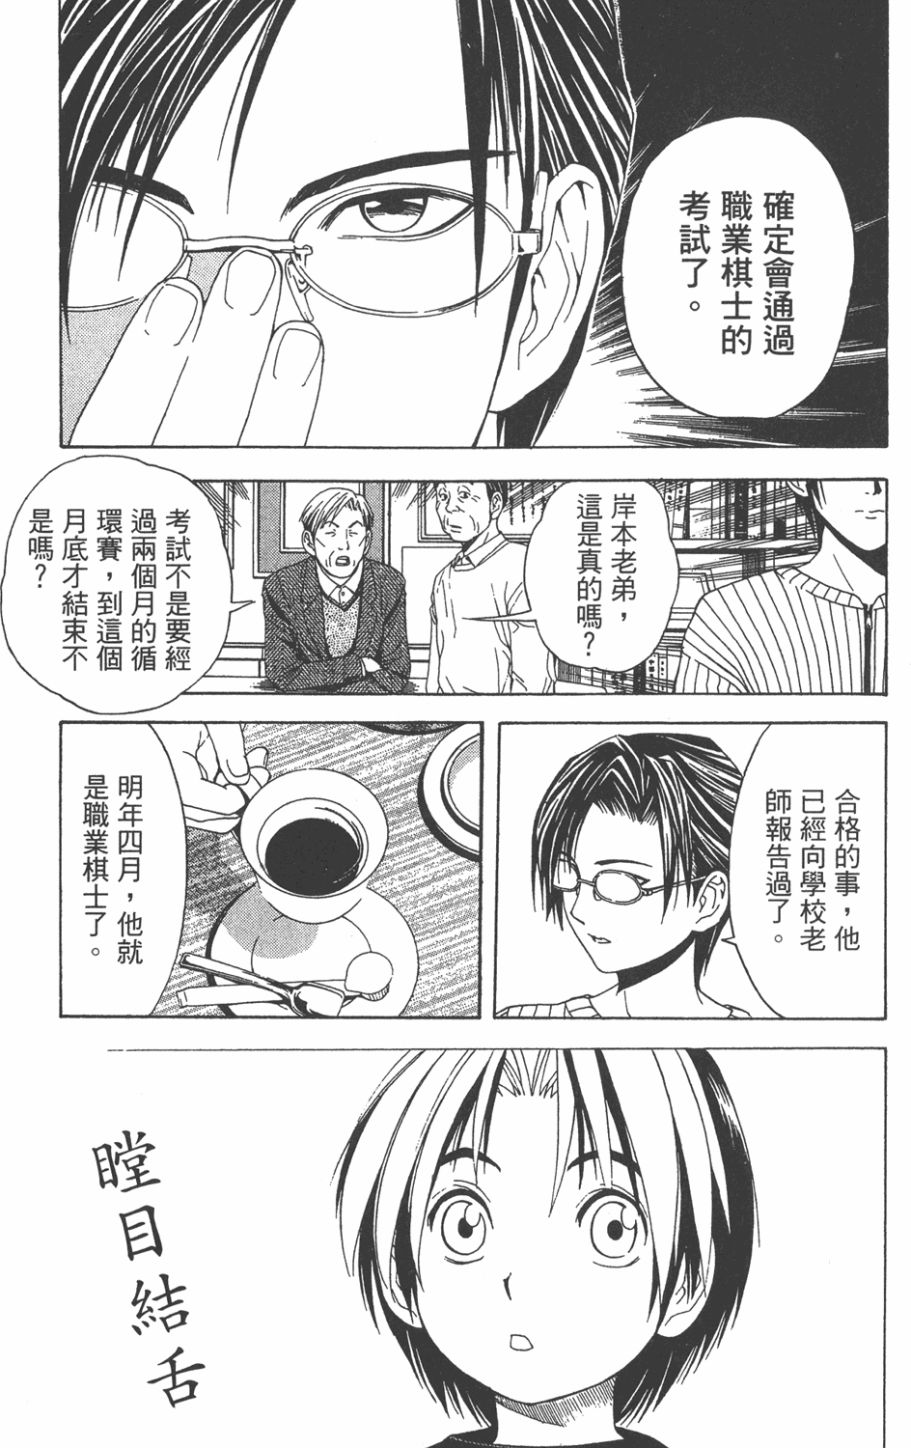 確定會通過
職業棋士的
考試了。
岸本老弟，
這是真的嗎？
考試不是要經
過兩個月的循
環賽，到這個
月底才結束不
是嗎？
合格的事，他
已經向學校老
師報告過了。
明年四月，他就
是職業棋士了。
瞠目結舌